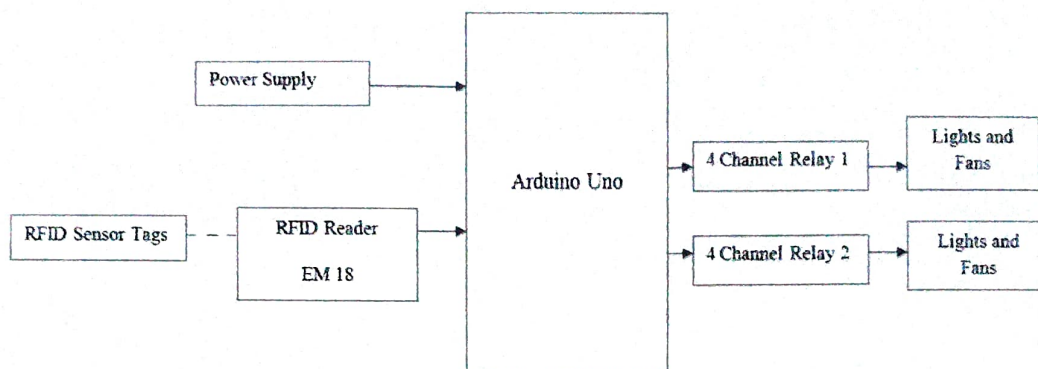 Power Supply
RFID Sensor Tags
RFID Reader
EM 18
Arduino Uno
4 Channel Relay 1
Lights and
Fans
4 Channel Relay 2
Lights and
Fans